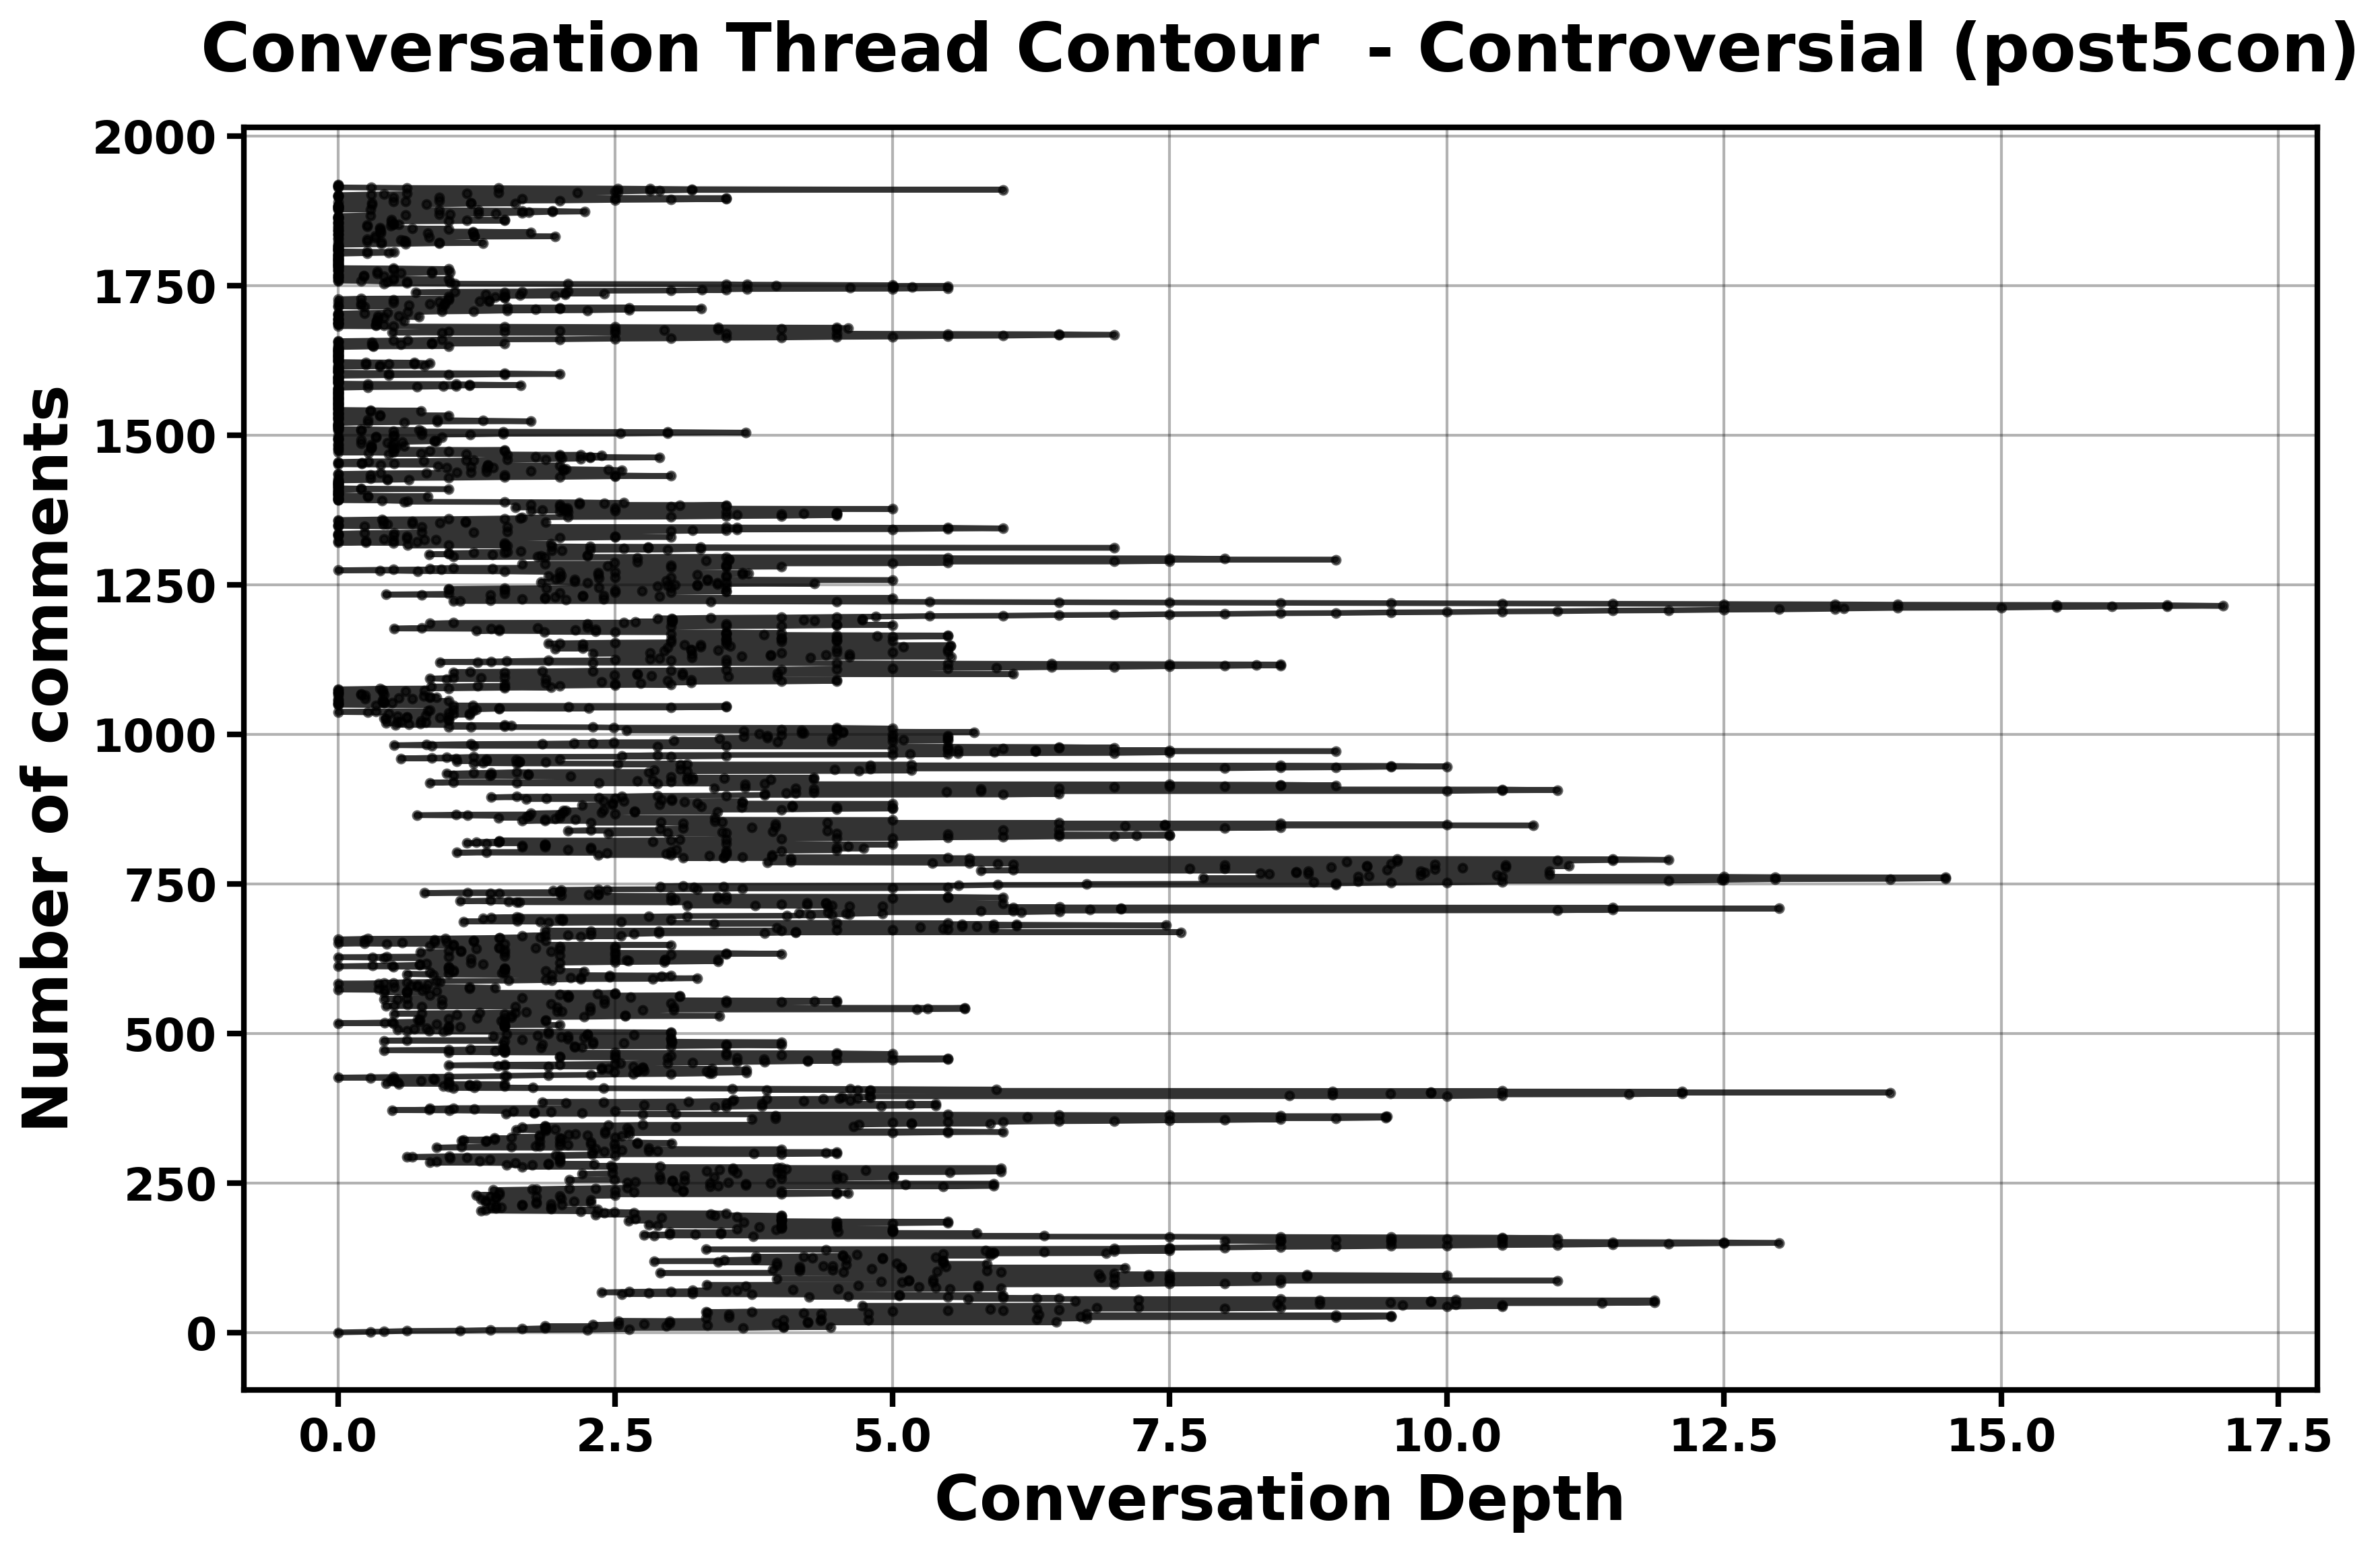 Conversation Thread Contour  - Controversial (post5con)
2000
1750
1500
1250
1000
750
500
250
0
Number of comments
0.0 2.5 5.0 7.5 10.0 12.5 15.0 17.5
Conversation Depth